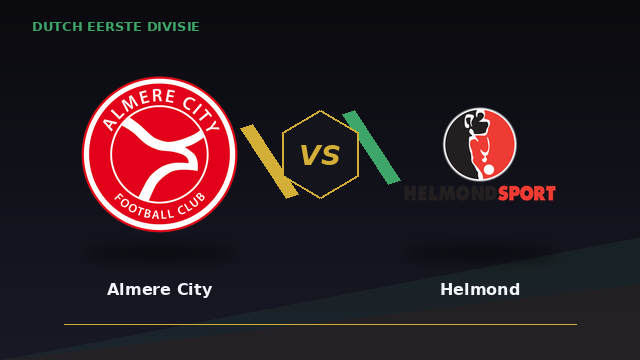 DUTCH EERSTE DIVISIE
ALMERE CITY
FOOTBALL CLUB
VS
HELMONDSPORT
Almere City
Helmond